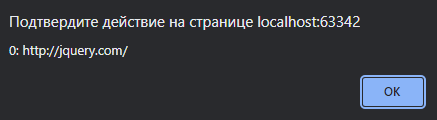 Подтвердите действие на странице localhost:63342
0: http://jquery.com/
OK